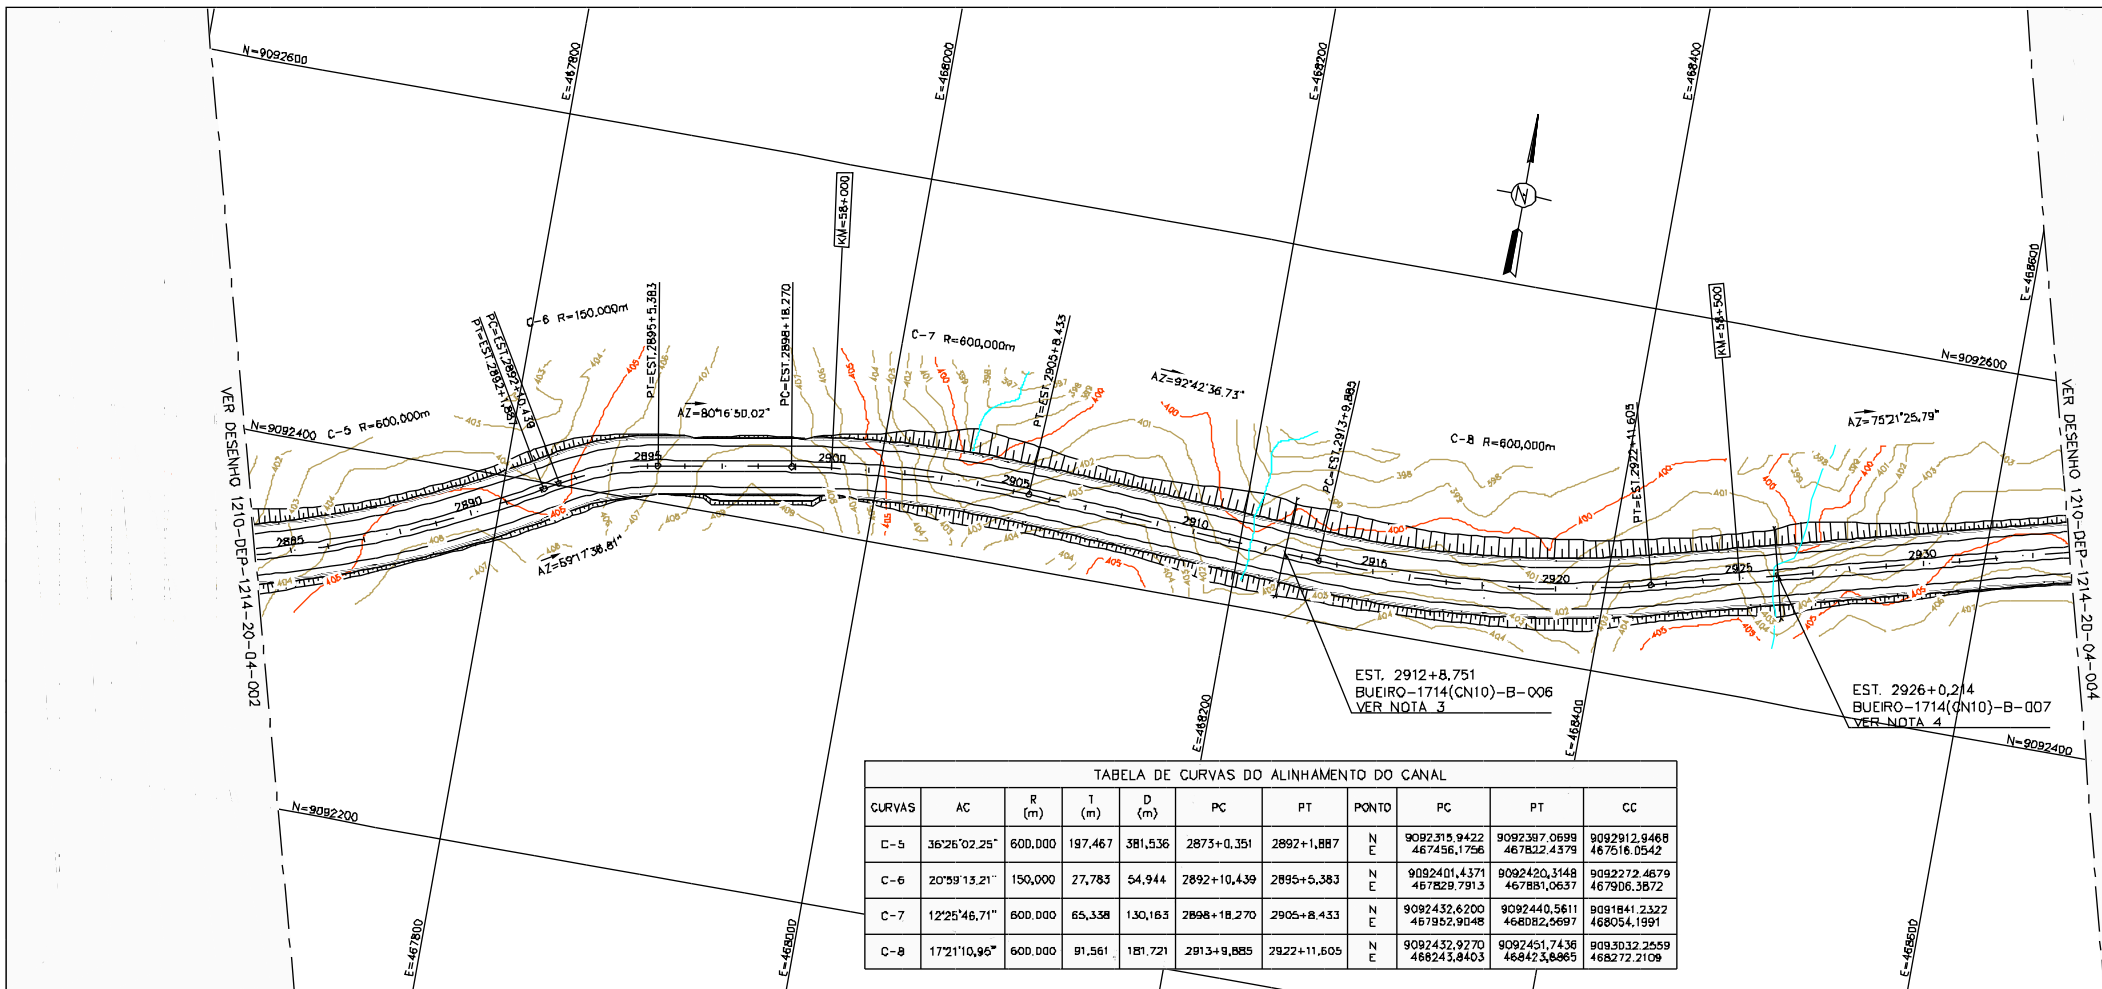 N=9092600
E=467800
E=468000
E=468200
E=468400
E=468600
KM=58+000
KM=58+500
N=9092600
VER DESENHO 1210-DEP-1214-20-04-002
VER DESENHO 1210-DEP-1214-20-04-004
N=9092400
C-5 R=600,000m
PT=EST.2892+1,887
PC=EST.2892+10,439
C-6 R=150,000m
PT=EST.2895+5,383
AZ=80°16'50.02"
PC=EST.2898+18,270
C-7 R=600,000m
PT=EST.2905+8,433
AZ=92°42'36.73"
PC=EST.2913+9,885
C-8 R=600,000m
PT=EST.2922+11,605
AZ=75°21'25.79"
AZ=59°17'36.81"
2885
2890
2895
2900
2905
2910
2915
2920
2925
2930
EST. 2912+8,751
BUEIRO-1714(CN10)-B-006
VER NOTA 3
EST. 2926+0,214
BUEIRO-1714(CN10)-B-007
VER NOTA 4
N=9092400
N=9092200
E=467800
E=468000
E=468200
E=468400
E=468600
TABELA DE CURVAS DO ALINHAMENTO DO CANAL
CURVAS AC R (m) T (m) D (m) PC PT PONTO PC PT CC
C-5 36°26'02.25" 600,000 197,467 381,536 2873+0,351 2892+1,887 N 9092315.9422 9092397.0699 9092912.9468
E 467456.1756 467822.4379 467516.0542
C-6 20°59'13.21" 150,000 27,783 54,944 2892+10,439 2895+5,383 N 9092401.4371 9092420.3148 9092272.4679
E 467829.7913 467881.0637 467906.3872
C-7 12°25'46.71" 600,000 65,338 130,163 2898+18,270 2905+8,433 N 9092432.6200 9092440.5611 9091841.2322
E 467952.9048 468082.5697 468054.1991
C-8 17°21'10.95" 600,000 91,561 181,721 2913+9,885 2922+11,605 N 9092432.9270 9092451.7436 9093032.2559
E 468243.8403 468423.8865 468272.2109